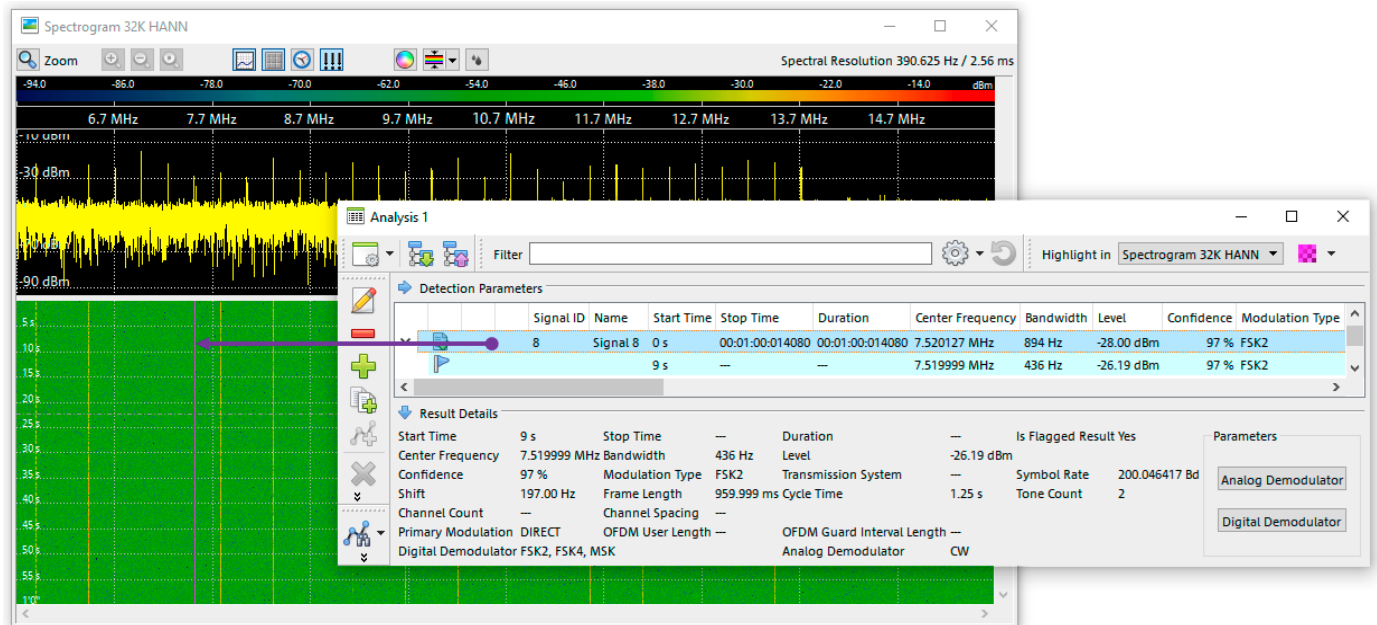 Spectrogram 32K HANN
Zoom
Spectral Resolution 390.625 Hz / 2.56 ms
-94.0 -86.0 -78.0 -70.0 -62.0 -54.0 -46.0 -38.0 -30.0 -22.0 -14.0 dBm
6.7 MHz 7.7 MHz 8.7 MHz 9.7 MHz 10.7 MHz 11.7 MHz 12.7 MHz 13.7 MHz 14.7 MHz
-10 dBm
-30 dBm
-70 dBm
-90 dBm
5 s
10 s
15 s
20 s
25 s
30 s
35 s
40 s
45 s
50 s
55 s
1'0"
Analysis 1
Filter
Highlight in Spectrogram 32K HANN
Detection Parameters
Signal ID Name Start Time Stop Time Duration Center Frequency Bandwidth Level Confidence Modulation Type
8 Signal 8 0 s 00:01:00:014080 00:01:00:014080 7.520127 MHz 894 Hz -28.00 dBm 97 % FSK2
9 s --- --- 7.519999 MHz 436 Hz -26.19 dBm 97 % FSK2
Result Details
Start Time 9 s Stop Time --- Duration --- Is Flagged Result Yes
Center Frequency 7.519999 MHz Bandwidth 436 Hz Level -26.19 dBm
Confidence 97 % Modulation Type FSK2 Transmission System --- Symbol Rate 200.046417 Bd
Shift 197.00 Hz Frame Length 959.999 ms Cycle Time 1.25 s Tone Count 2
Channel Count --- Channel Spacing ---
Primary Modulation DIRECT OFDM User Length --- OFDM Guard Interval Length ---
Digital Demodulator FSK2, FSK4, MSK Analog Demodulator CW
Parameters
Analog Demodulator
Digital Demodulator